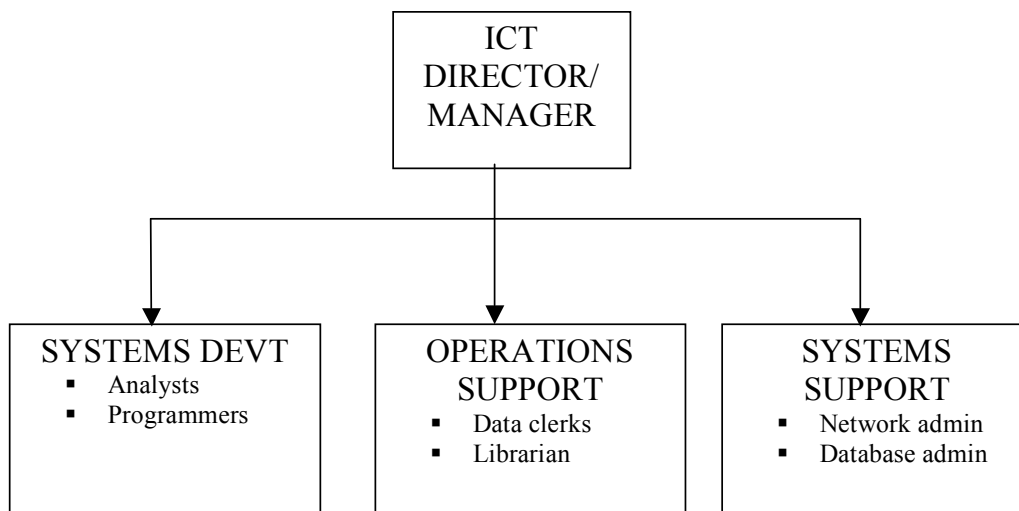 ICT
DIRECTOR/
MANAGER
SYSTEMS DEVT
▪ Analysts
▪ Programmers
OPERATIONS
SUPPORT
▪ Data clerks
▪ Librarian
SYSTEMS
SUPPORT
▪ Network admin
▪ Database admin